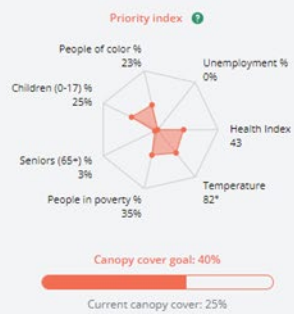 Priority index ?
People of color %
23%
Unemployment %
0%
Children (0-17) %
25%
Health Index
43
Seniors (65+) %
3%
Temperature
82°
People in poverty %
35%
Canopy cover goal: 40%
Current canopy cover: 25%